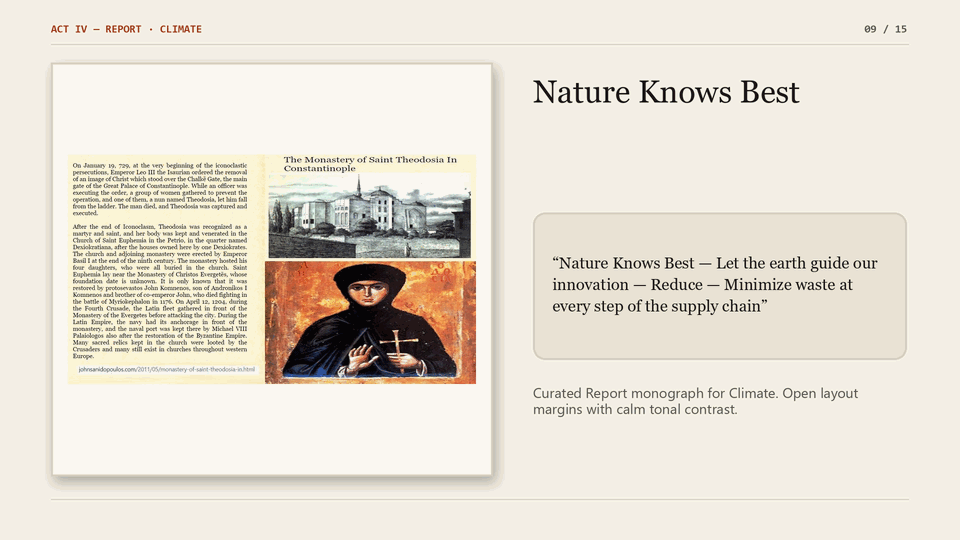 ACT IV — REPORT · CLIMATE
09 / 15
On January 19, 729, at the very beginning of the iconoclastic
persecutions, Emperor Leo III the Isaurian ordered the removal
of an image of Christ which stood over the Chalkē Gate, the main
gate of the Great Palace of Constantinople. While an officer was
executing the order, a group of women gathered to prevent the
operation, and one of them, a nun named Theodosia, let him fall
from the ladder. The man died, and Theodosia was captured and
executed.
After the end of Iconoclasm, Theodosia was recognized as a
martyr and saint, and her body was kept and venerated in the
Church of Saint Euphemia in the Petrio, in the quarter named
Dexiokratiana, after the houses owned here by one Dexiokrates.
The church and adjoining monastery were erected by Emperor
Basil I at the end of the ninth century. The monastery hosted his
four daughters, who were all buried in the church. Saint
Euphemia lay near the Monastery of Christos Evergetēs, whose
foundation date is unknown. It is only known that it was
restored by protosevastos John Komnenos, son of Andronikos I
Komnenos and brother of co-emperor John, who died fighting in
the battle of Myriokephalon in 1176. On April 12, 1204, during
the Fourth Crusade, the Latin fleet gathered in front of the
Monastery of the Evergetes before attacking the city. During the
Latin Empire, the navy had its anchorage in front of the
monastery, and the naval port was kept there by Michael VIII
Palaiologos also after the restoration of the Byzantine Empire.
Many sacred relics kept in the church were looted by the
Crusaders and many still exist in churches throughout western
Europe.
johnsanidopoulos.com/2011/05/monastery-of-saint-theodosia-in.html
The Monastery of Saint Theodosia In
Constantinople
Nature Knows Best
“Nature Knows Best — Let the earth guide our
innovation — Reduce — Minimize waste at
every step of the supply chain”
Curated Report monograph for Climate. Open layout
margins with calm tonal contrast.